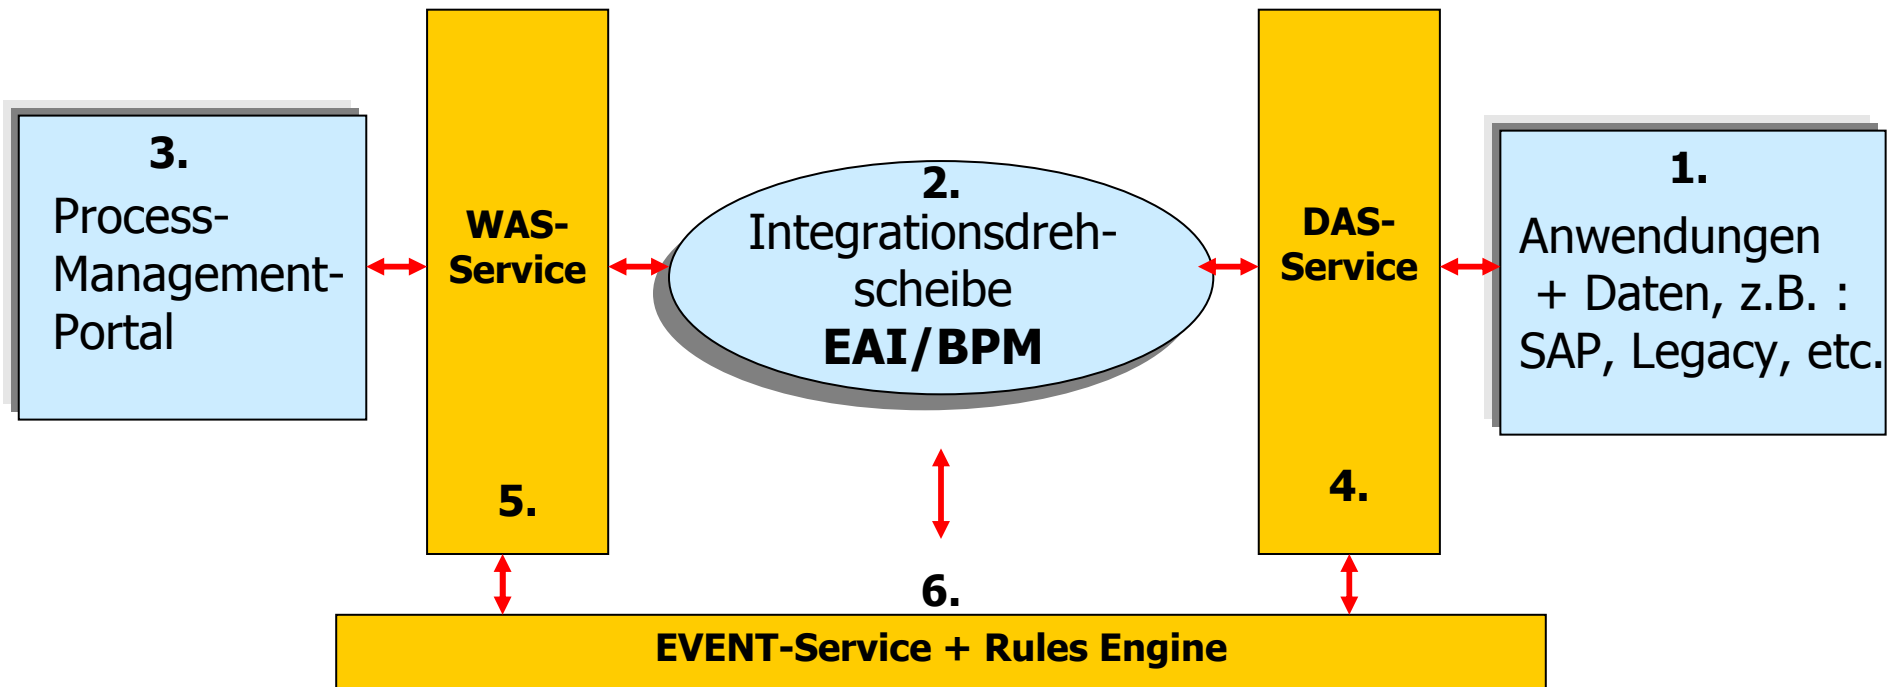 3.
Process-
Management-
Portal
WAS-
Service
5.
2.
Integrationsdreh-
scheibe
EAI/BPM
DAS-
Service
4.
1.
Anwendungen
+ Daten, z.B. :
SAP, Legacy, etc.
6.
EVENT-Service + Rules Engine